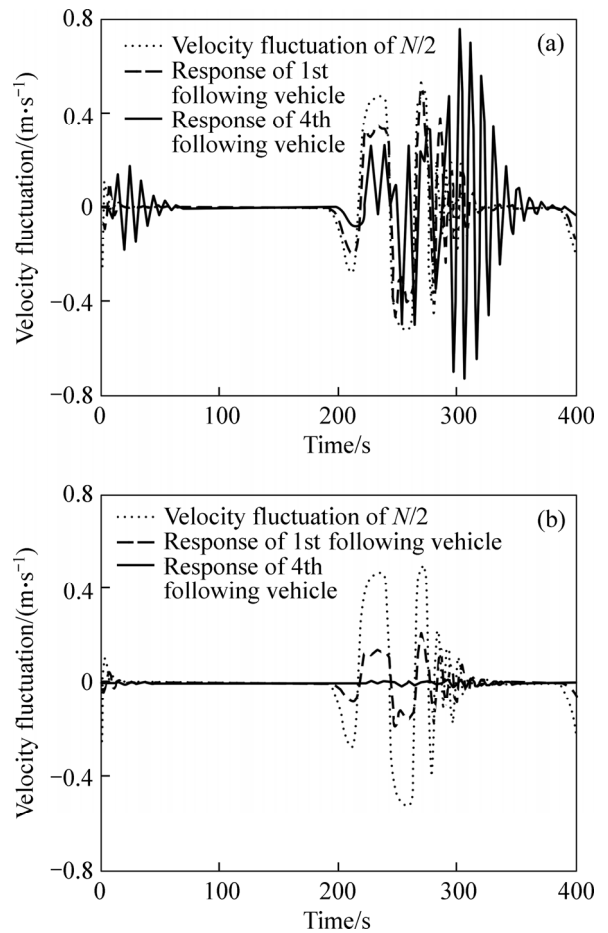 0.8
0.4
0
−0.4
−0.8
Velocity fluctuation/(m·s⁻¹)
(a)
Velocity fluctuation of N/2
Response of 1st
following vehicle
Response of 4th
following vehicle
0
100
200
300
400
Time/s
0.8
0.4
0
−0.4
−0.8
Velocity fluctuation/(m·s⁻¹)
(b)
Velocity fluctuation of N/2
Response of 1st following vehicle
Response of 4th
following vehicle
0
100
200
300
400
Time/s